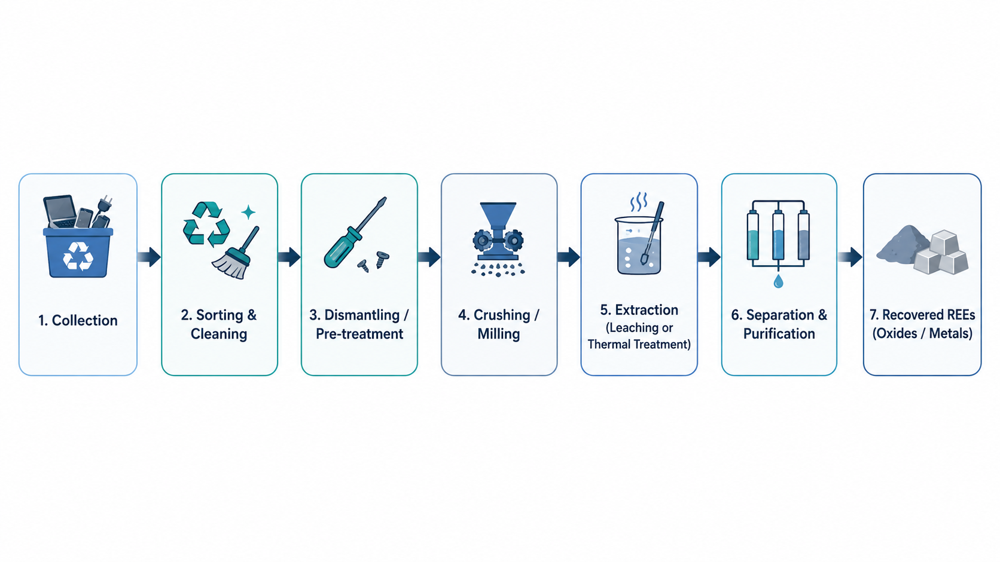 1. Collection
2. Sorting &
Cleaning
3. Dismantling /
Pre-treatment
4. Crushing /
Milling
5. Extraction
(Leaching or
Thermal Treatment)
6. Separation &
Purification
7. Recovered REEs
(Oxides / Metals)